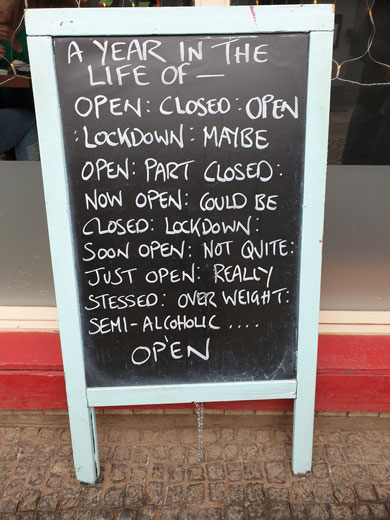 A YEAR IN THE
LIFE OF —
OPEN: CLOSED: OPEN
:LOCKDOWN: MAYBE
OPEN: PART CLOSED:
NOW OPEN: COULD BE
CLOSED: LOCKDOWN:
SOON OPEN: NOT QUITE:
JUST OPEN: REALLY
STESSED: OVER WEIGHT:
SEMI-ALCOHOLIC ....
OPEN